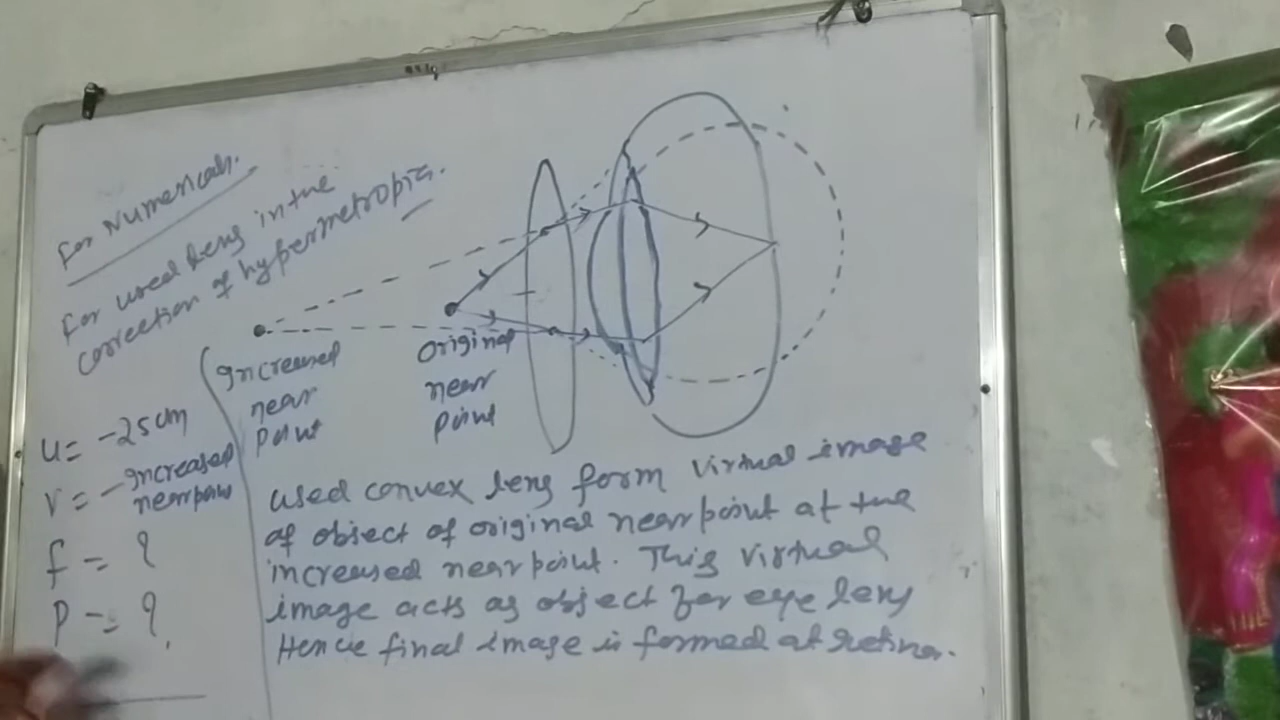 For Numericals.
For used lens in the
correction of hypermetropia.
Increased
near
point
Original
near
point
u = -25cm
v = - Increased
near point
f = ?
P = ?
used convex lens form virtual image
of object of original near point at the
increased near point. This virtual
image acts as object for eye lens
Hence final image is formed at retina.